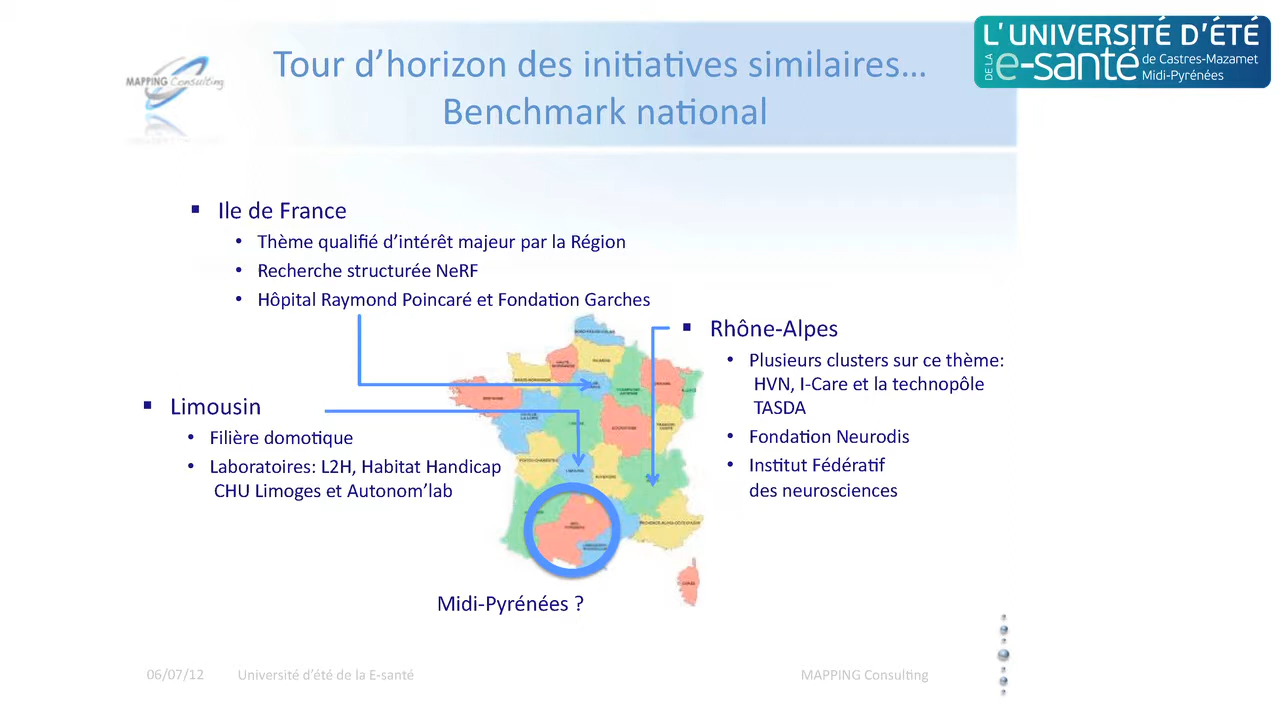 MAPPING Consulting
Tour d’horizon des initiatives similaires…
Benchmark national
L'UNIVERSITÉ D'ÉTÉ
DE LA e-santé de Castres-Mazamet
Midi-Pyrénées
▪ Ile de France
• Thème qualifié d’intérêt majeur par la Région
• Recherche structurée NeRF
• Hôpital Raymond Poincaré et Fondation Garches
▪ Rhône-Alpes
• Plusieurs clusters sur ce thème:
HVN, I-Care et la technopôle
TASDA
• Fondation Neurodis
• Institut Fédératif
des neurosciences
▪ Limousin
• Filière domotique
• Laboratoires: L2H, Habitat Handicap
CHU Limoges et Autonom’lab
Midi-Pyrénées ?
06/07/12 Université d’été de la E-santé MAPPING Consulting